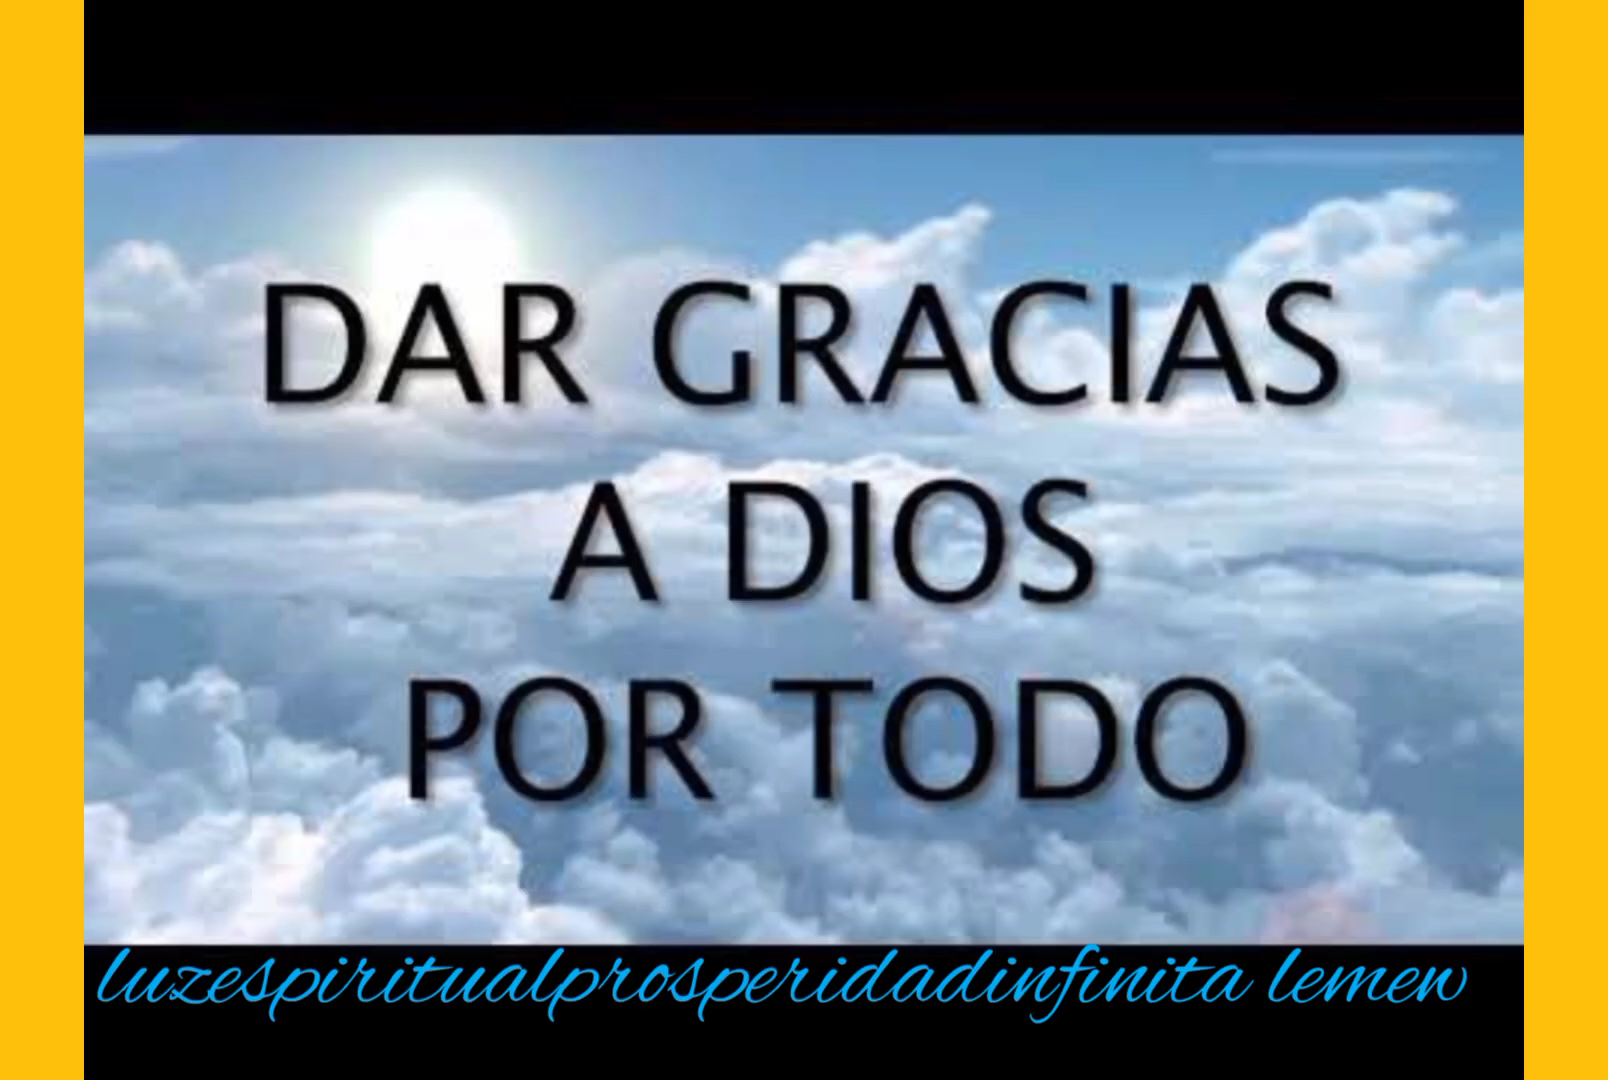 DAR GRACIAS
A DIOS
POR TODO
luzespiritualprosperidadinfinita lemew